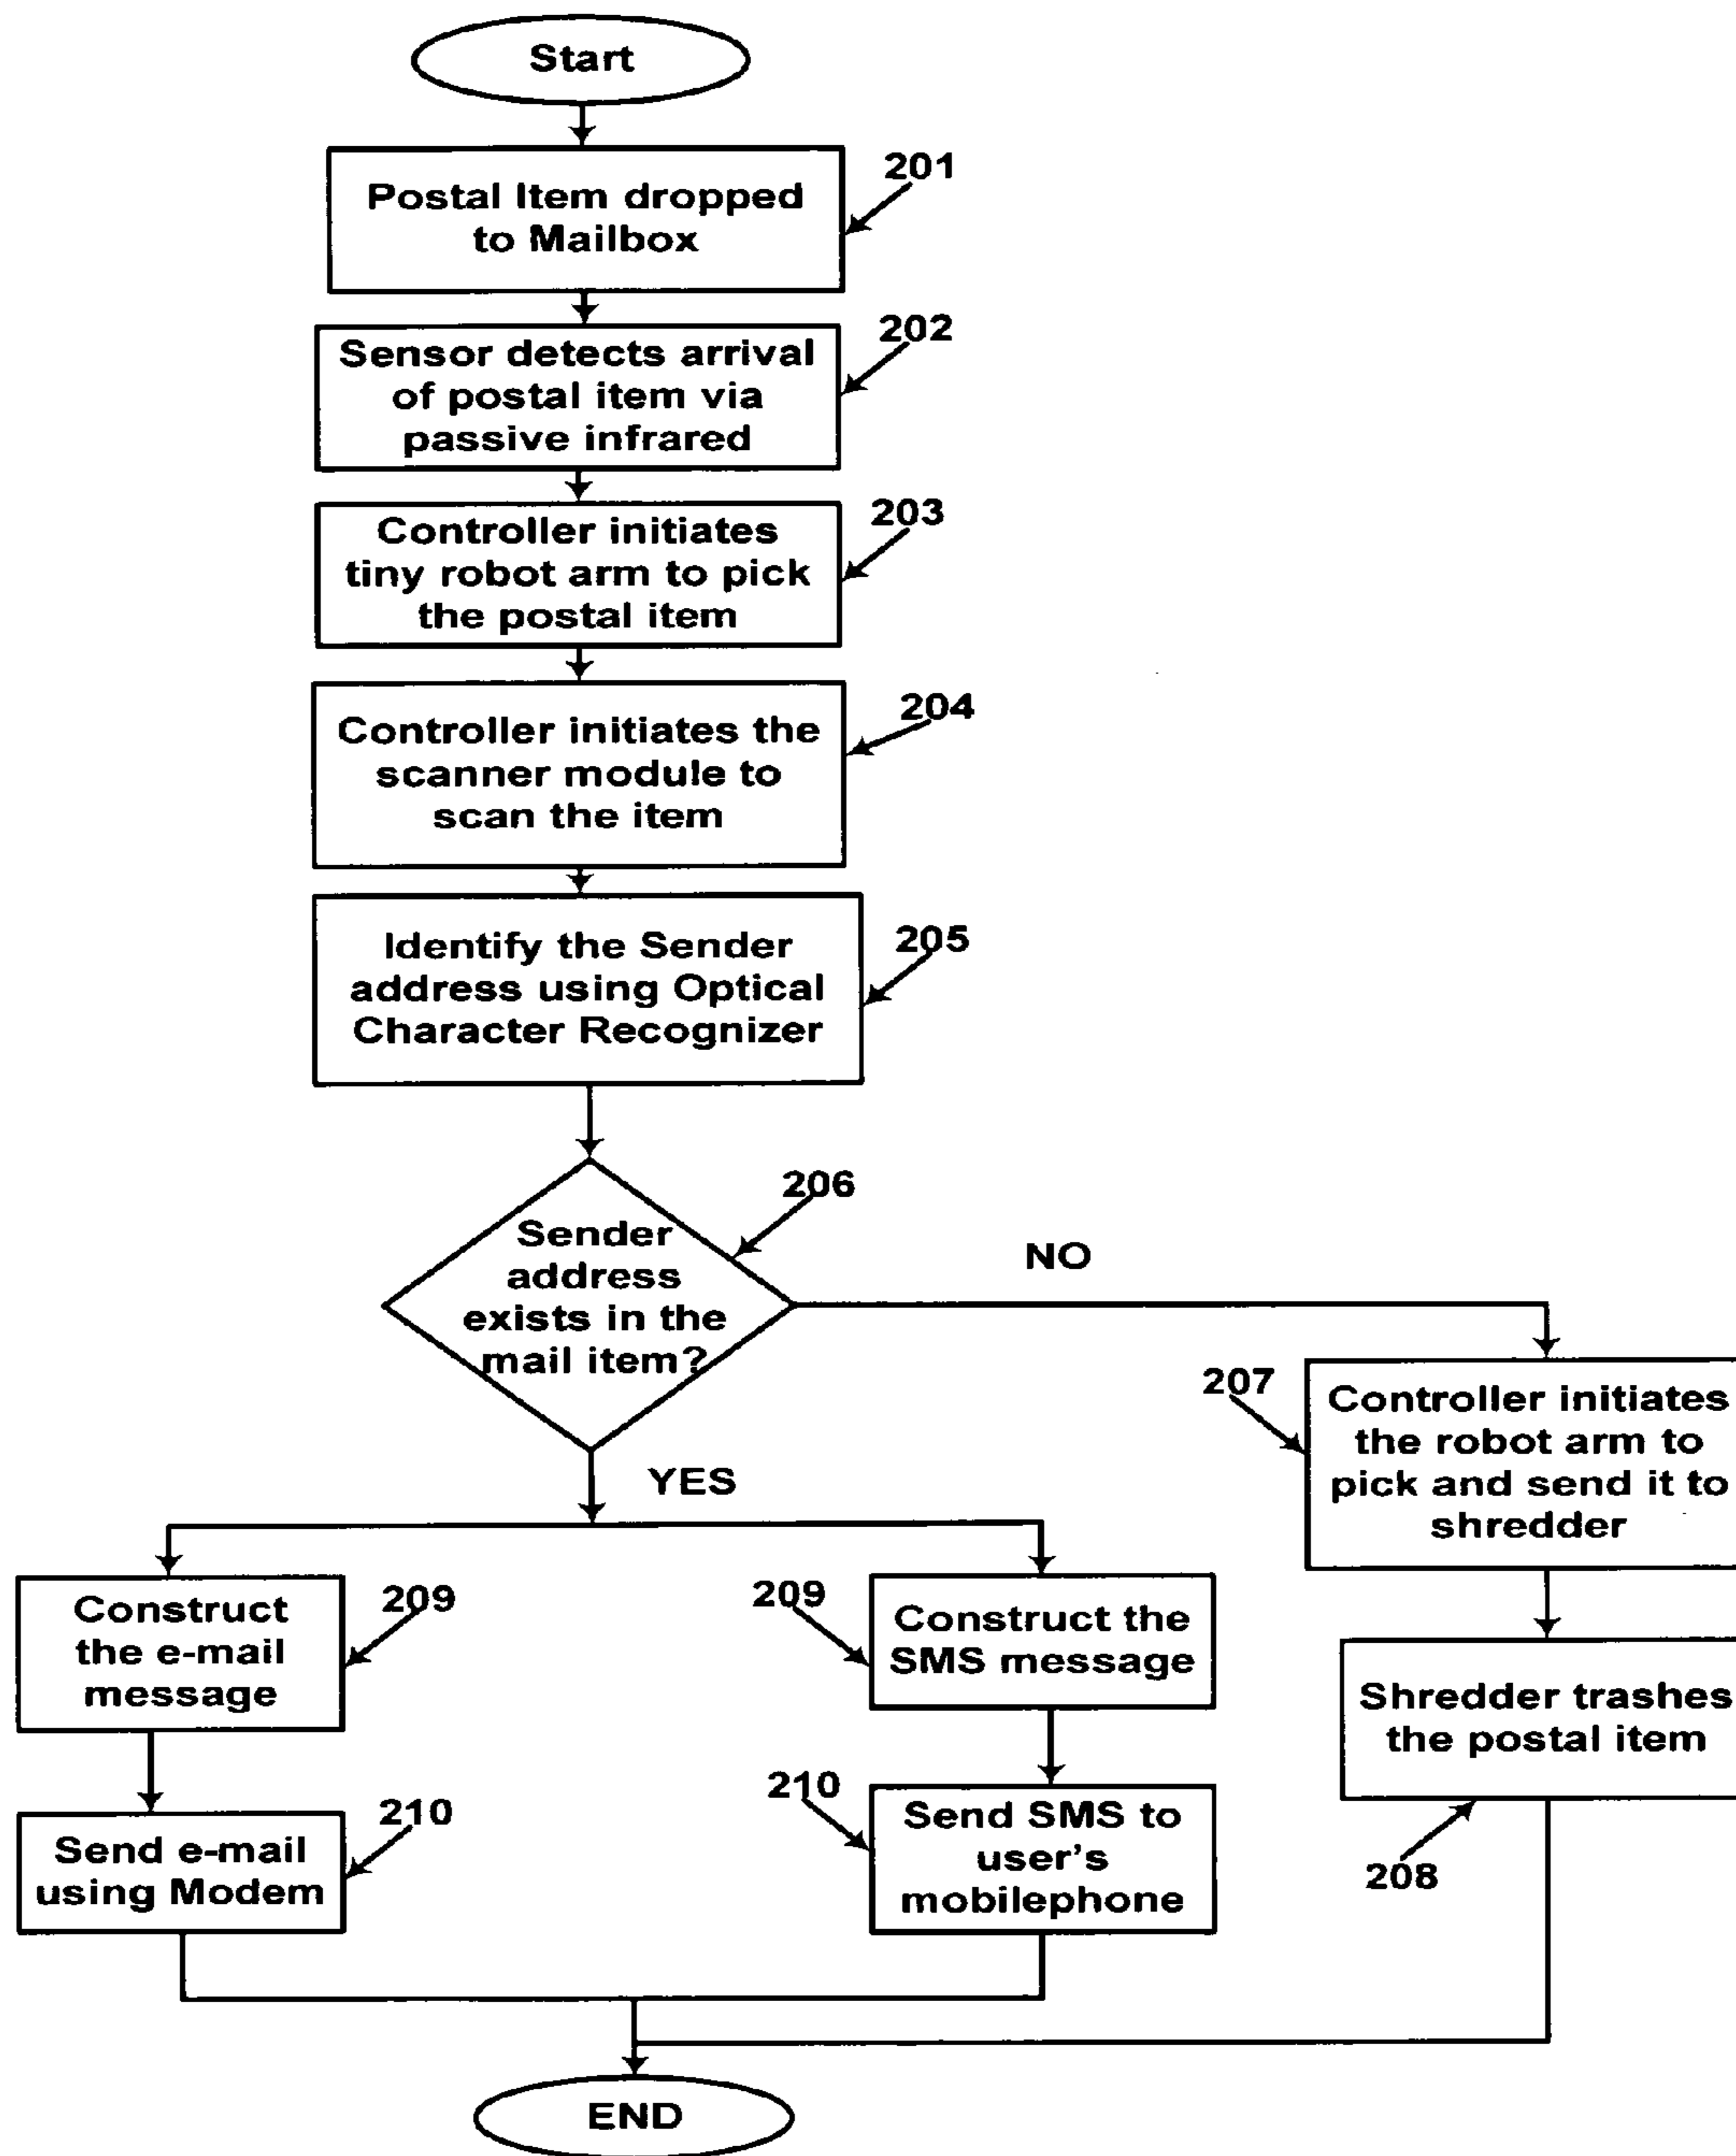 Start
201
Postal Item dropped
to Mailbox
202
Sensor detects arrival
of postal item via
passive infrared
203
Controller initiates
tiny robot arm to pick
the postal item
204
Controller initiates the
scanner module to
scan the item
205
Identify the Sender
address using Optical
Character Recognizer
206
Sender
address
exists in the
mail item?
NO
YES
207
Controller initiates
the robot arm to
pick and send it to
shredder
Construct
the e-mail
message
209
209
Construct the
SMS message
Shredder trashes
the postal item
208
Send e-mail
using Modem
210
210
Send SMS to
user's
mobilephone
END